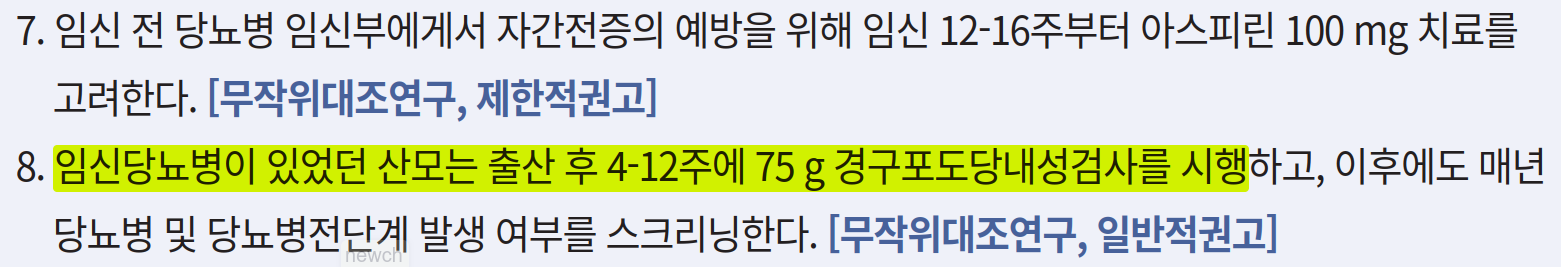 7. 임신 전 당뇨병 임신부에게서 자간전증의 예방을 위해 임신 12-16주부터 아스피린 100 mg 치료를
고려한다. [무작위대조연구, 제한적권고]
8. 임신당뇨병이 있었던 산모는 출산 후 4-12주에 75 g 경구포도당내성검사를 시행하고, 이후에도 매년
당뇨병 및 당뇨병전단계 발생 여부를 스크리닝한다. [무작위대조연구, 일반적권고]
newch